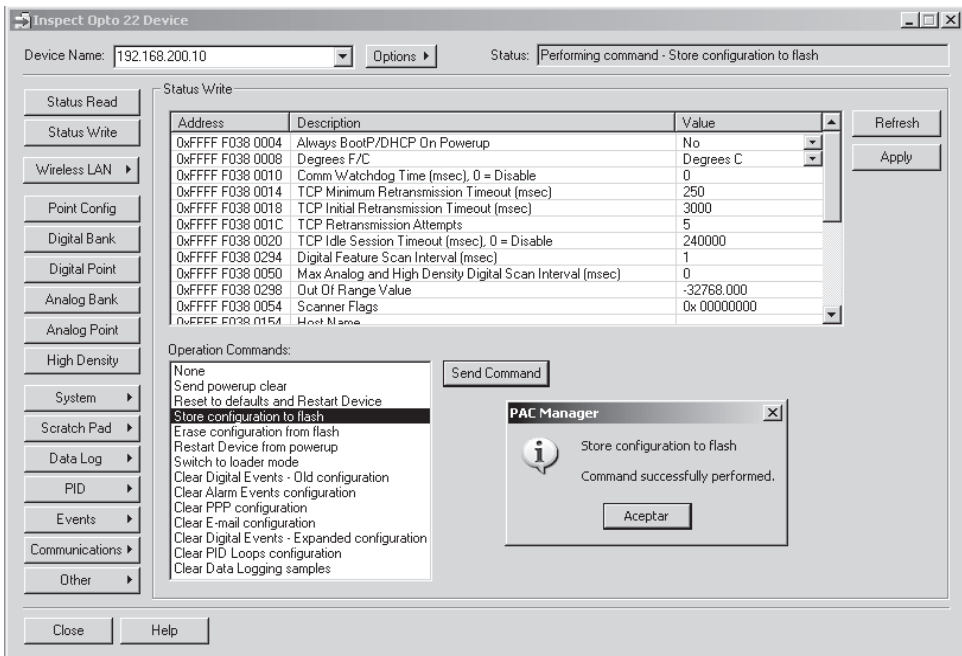 Inspect Opto 22 Device
Device Name: 192.168.200.10 Options Status: Performing command - Store configuration to flash
Status Read
Status Write
Wireless LAN
Point Config
Digital Bank
Digital Point
Analog Bank
Analog Point
High Density
System
Scratch Pad
Data Log
PID
Events
Communications
Other
Status Write
Address Description Value
0xFFFF F038 0004 Always BootP/DHCP On Powerup No
0xFFFF F038 0008 Degrees F/C Degrees C
0xFFFF F038 0010 Comm Watchdog Time (msec), 0 = Disable 0
0xFFFF F038 0014 TCP Minimum Retransmission Timeout (msec) 250
0xFFFF F038 0018 TCP Initial Retransmission Timeout (msec) 3000
0xFFFF F038 001C TCP Retransmission Attempts 5
0xFFFF F038 0020 TCP Idle Session Timeout (msec), 0 = Disable 240000
0xFFFF F038 0294 Digital Feature Scan Interval (msec) 1
0xFFFF F038 0050 Max Analog and High Density Digital Scan Interval (msec) 0
0xFFFF F038 0298 Out Of Range Value -32768.000
0xFFFF F038 0054 Scanner Flags 0x 00000000
0xFFFF F038 0154 Host Name
Refresh
Apply
Operation Commands:
None
Send powerup clear
Reset to defaults and Restart Device
Store configuration to flash
Erase configuration from flash
Restart Device from powerup
Switch to loader mode
Clear Digital Events - Old configuration
Clear Alarm Events configuration
Clear PPP configuration
Clear E-mail configuration
Clear Digital Events - Expanded configuration
Clear PID Loops configuration
Clear Data Logging samples
Send Command
PAC Manager
Store configuration to flash
Command successfully performed.
Aceptar
Close Help